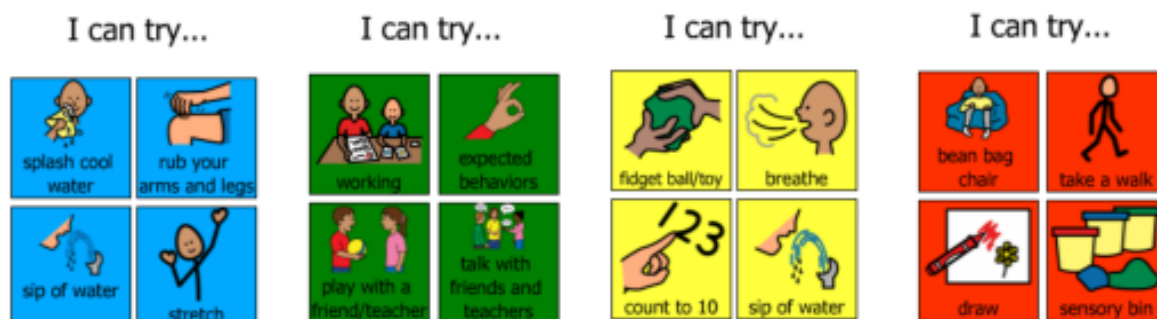 I can try...
splash cool
water
rub your
arms and legs
sip of water
stretch
I can try...
working
expected
behaviors
play with a
friend/teacher
talk with
friends and
teachers
I can try...
fidget ball/toy
breathe
123
count to 10
sip of water
I can try...
bean bag
chair
take a walk
draw
sensory bin